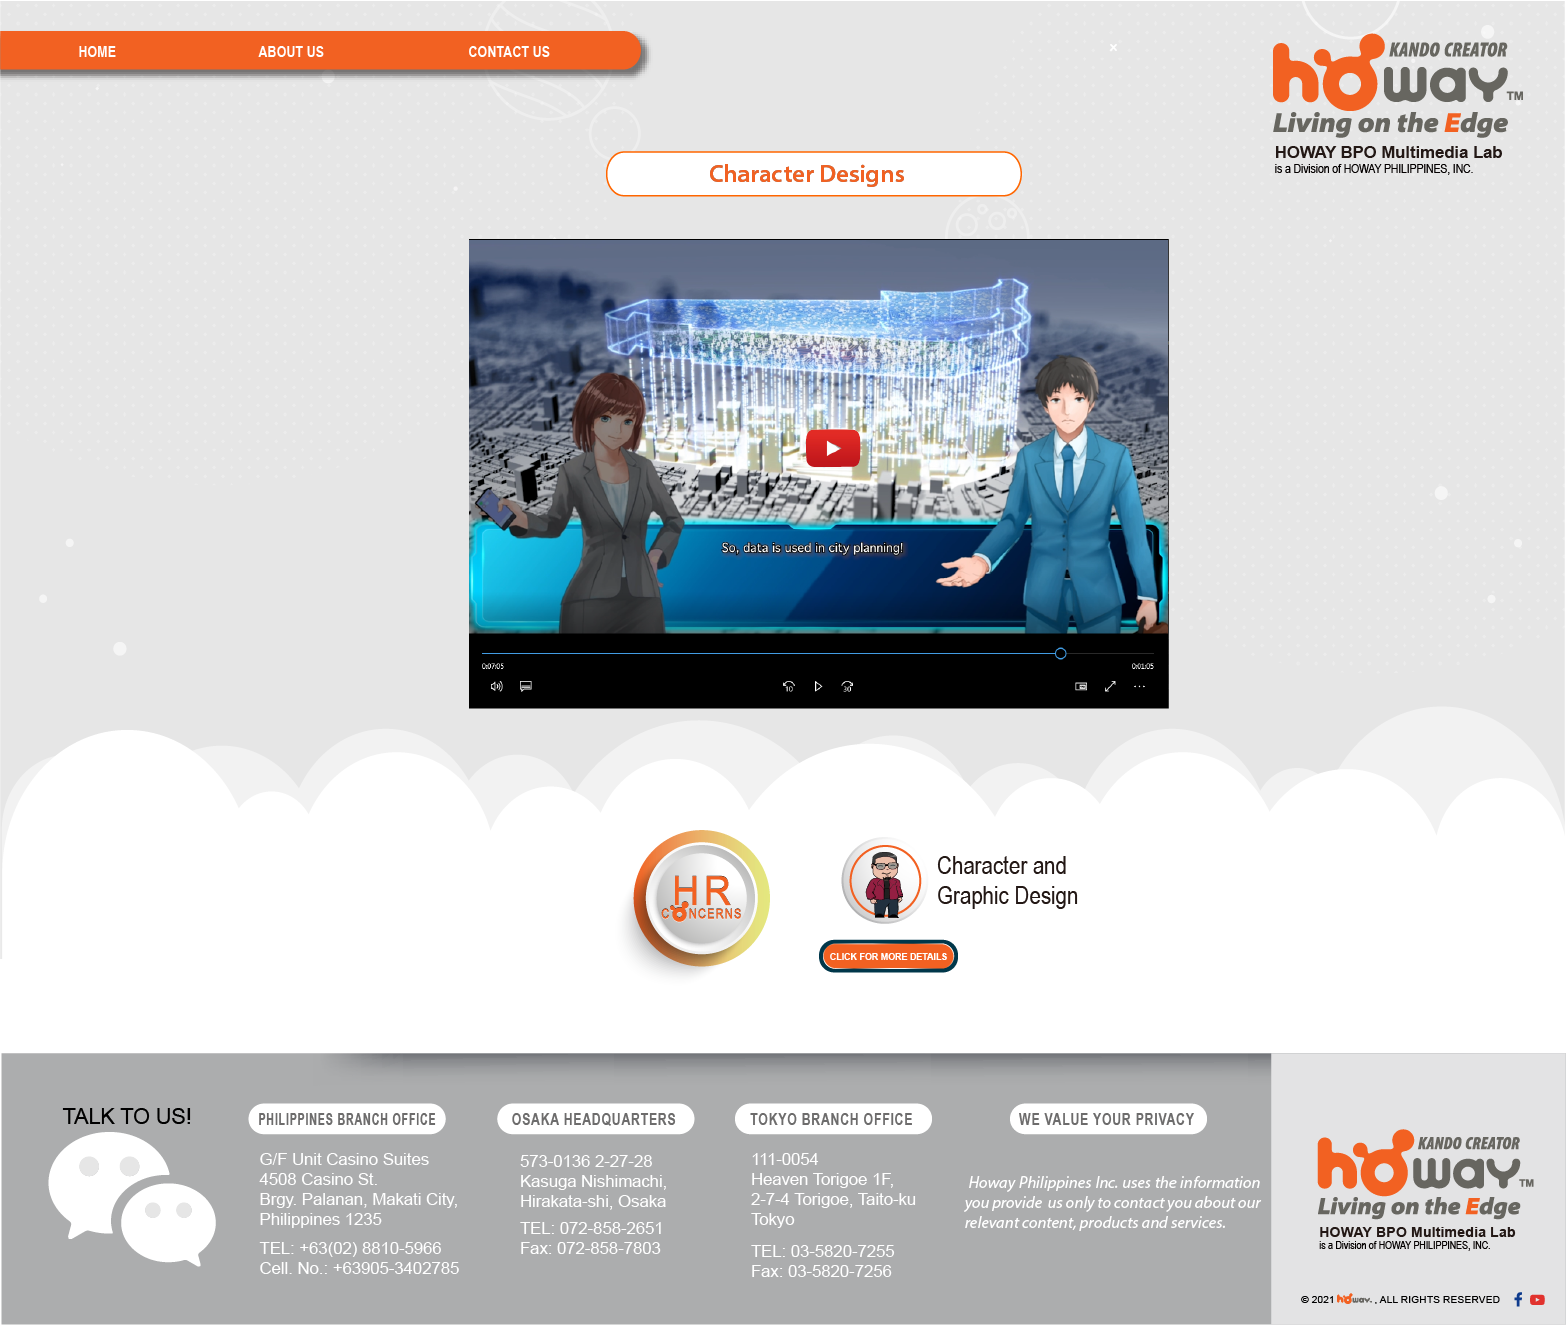 HOME ABOUT US CONTACT US
×
KANDO CREATOR
howay TM
Living on the Edge
HOWAY BPO Multimedia Lab
is a Division of HOWAY PHILIPPINES, INC.
Character Designs
So, data is used in city planning!
0:07:05 0:01:05
10 30
HR
CONCERNS
Character and
Graphic Design
CLICK FOR MORE DETAILS
TALK TO US!
PHILIPPINES BRANCH OFFICE
G/F Unit Casino Suites
4508 Casino St.
Brgy. Palanan, Makati City,
Philippines 1235
TEL: +63(02) 8810-5966
Cell. No.: +63905-3402785
OSAKA HEADQUARTERS
573-0136 2-27-28
Kasuga Nishimachi,
Hirakata-shi, Osaka
TEL: 072-858-2651
Fax: 072-858-7803
TOKYO BRANCH OFFICE
111-0054
Heaven Torigoe 1F,
2-7-4 Torigoe, Taito-ku
Tokyo
TEL: 03-5820-7255
Fax: 03-5820-7256
WE VALUE YOUR PRIVACY
Howay Philippines Inc. uses the information
you provide us only to contact you about our
relevant content, products and services.
KANDO CREATOR
howay TM
Living on the Edge
HOWAY BPO Multimedia Lab
is a Division of HOWAY PHILIPPINES, INC.
© 2021 howay. , ALL RIGHTS RESERVED